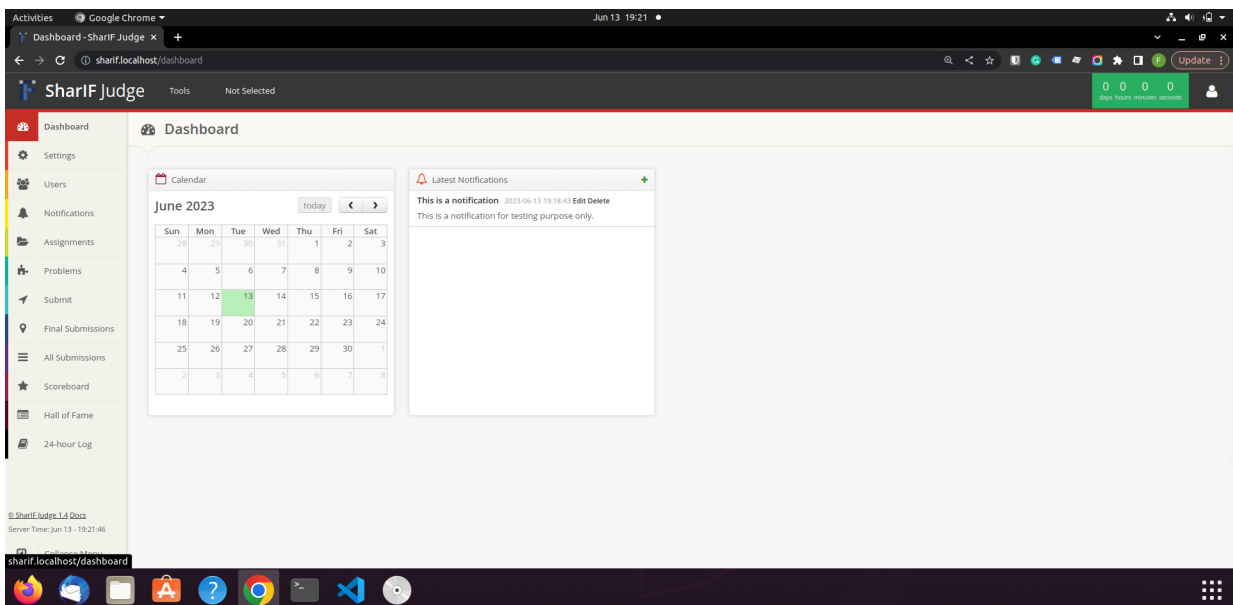 Activities Google Chrome Jun 13 19:21
Dashboard - SharIF Judge
sharif.localhost/dashboard Update
SharIF Judge Tools Not Selected 0 0 0 0
days hours minutes seconds
Dashboard
Settings
Users
Notifications
Assignments
Problems
Submit
Final Submissions
All Submissions
Scoreboard
Hall of Fame
24-hour Log
© SharIF Judge 1.4 Docs
Server Time: Jun 13 - 19:21:46
Collapse Menu
sharif.localhost/dashboard
Dashboard
Calendar
June 2023 today
Sun Mon Tue Wed Thu Fri Sat
28 29 30 31 1 2 3
4 5 6 7 8 9 10
11 12 13 14 15 16 17
18 19 20 21 22 23 24
25 26 27 28 29 30 1
2 3 4 5 6 7 8
Latest Notifications
This is a notification 2023-06-13 19:18:43 Edit Delete
This is a notification for testing purpose only.